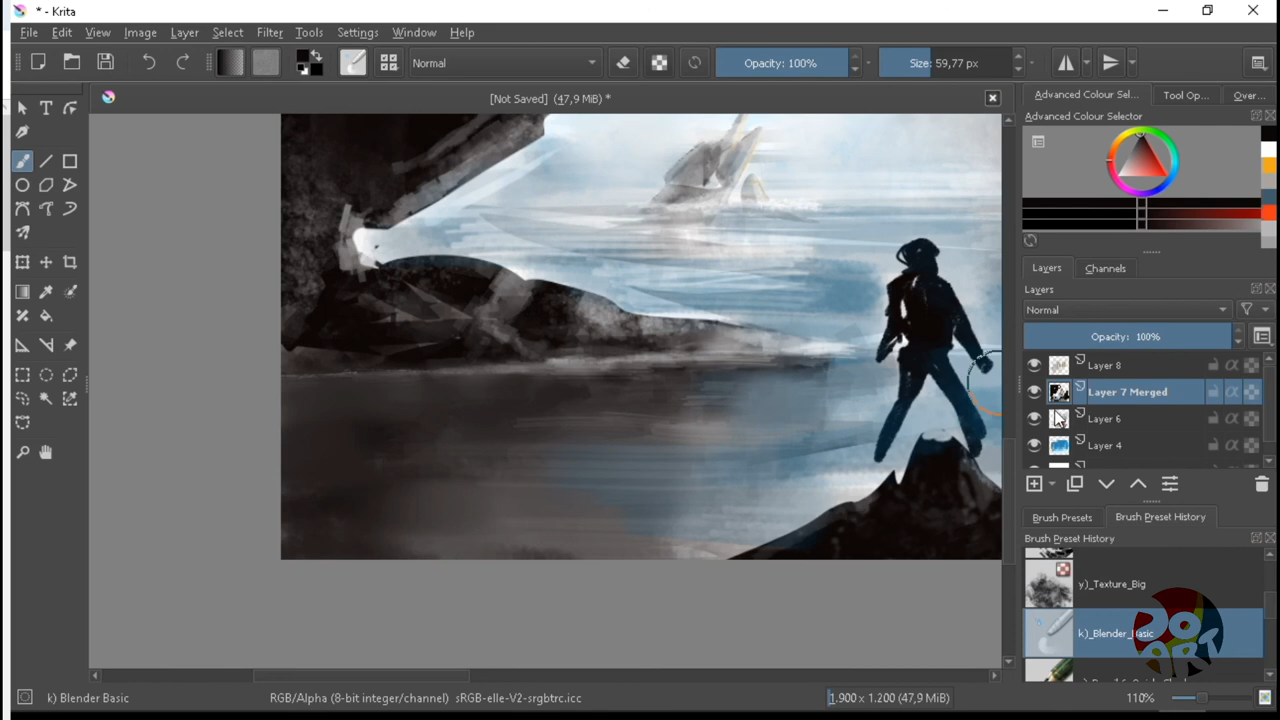 * - Krita
File Edit View Image Layer Select Filter Tools Settings Window Help
Normal Opacity: 100% Size: 59,77 px
[Not Saved] (47,9 MiB) *
Advanced Colour Sel... Tool Op... Over...
Advanced Colour Selector
Layers Channels
Layers
Normal
Opacity: 100%
Layer 8
Layer 7 Merged
Layer 6
Layer 4
Brush Presets Brush Preset History
Brush Preset History
y)_Texture_Big
k)_Blender_Basic
k) Blender Basic RGB/Alpha (8-bit integer/channel) sRGB-elle-V2-srgbtrc.icc 1.900 x 1.200 (47,9 MiB) 110%